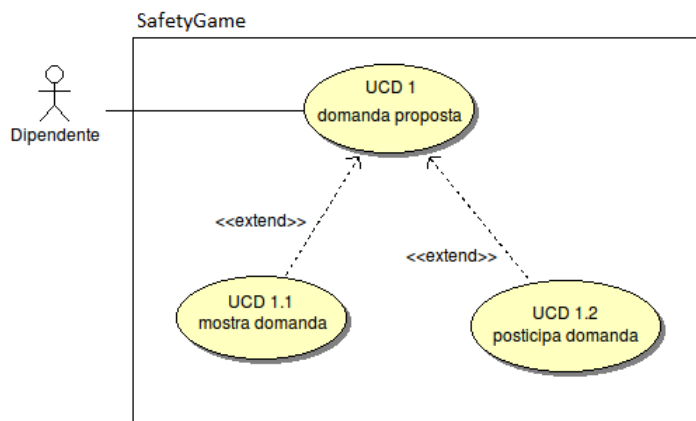 SafetyGame
UCD 1
domanda proposta
Dipendente
<<extend>>
<<extend>>
UCD 1.1
mostra domanda
UCD 1.2
posticipa domanda